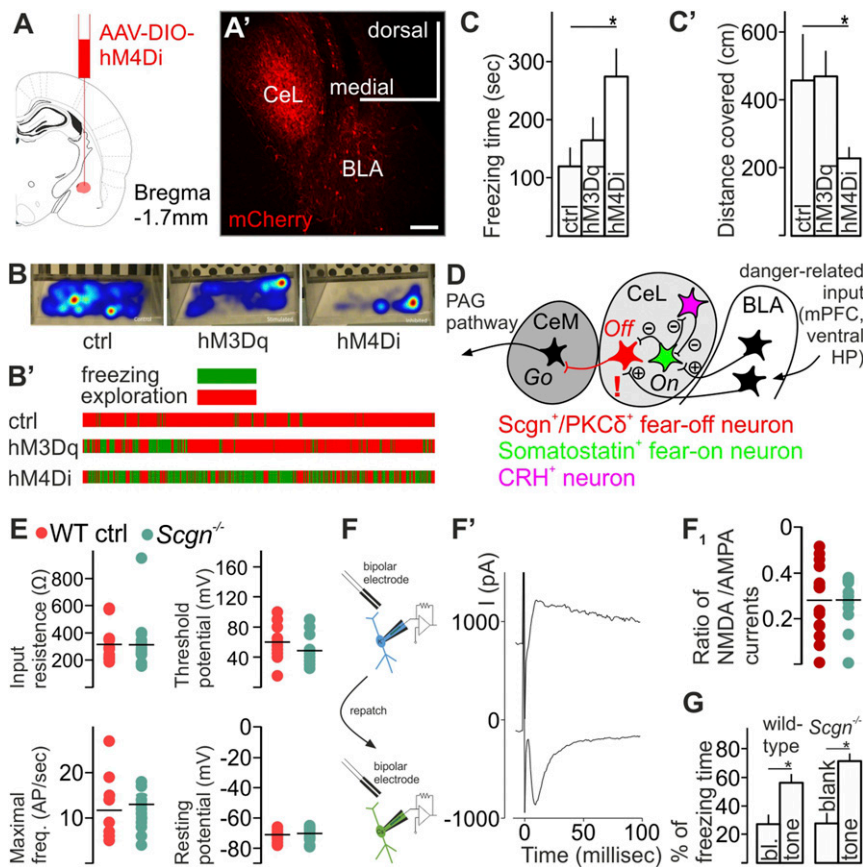 A
AAV-DIO-
hM4Di
Bregma
-1.7mm
A'
dorsal
medial
CeL
BLA
mCherry
C
Freezing time (sec)
300
200
100
*
ctrl
hM3Dq
hM4Di
C'
Distance covered (cm)
600
400
200
*
ctrl
hM3Dq
hM4Di
B
ctrl
hM3Dq
hM4Di
B'
freezing
exploration
ctrl
hM3Dq
hM4Di
D
PAG
pathway
CeM
Go
CeL
Off
!
On
BLA
danger-related
input
(mPFC,
ventral
HP)
Scgn⁺/PKCδ⁺ fear-off neuron
Somatostatin⁺ fear-on neuron
CRH⁺ neuron
E
WT ctrl
Scgn⁻/⁻
Input
resistence (Ω)
800
600
400
200
Threshold
potential (mV)
160
120
80
40
Maximal
freq. (AP/sec)
20
10
0
Resting
potential (mV)
0
-50
-60
-70
-80
F
bipolar
electrode
repatch
bipolar
electrode
F'
I (pA)
1000
0
-1000
0
50
100
Time (millisec)
F₁
Ratio of
NMDA /AMPA
currents
0
0.4
0.2
0
G
wild-
type
Scgn⁻/⁻
% of
freezing time
80
60
40
20
0
*
*
bl.
tone
blank
tone